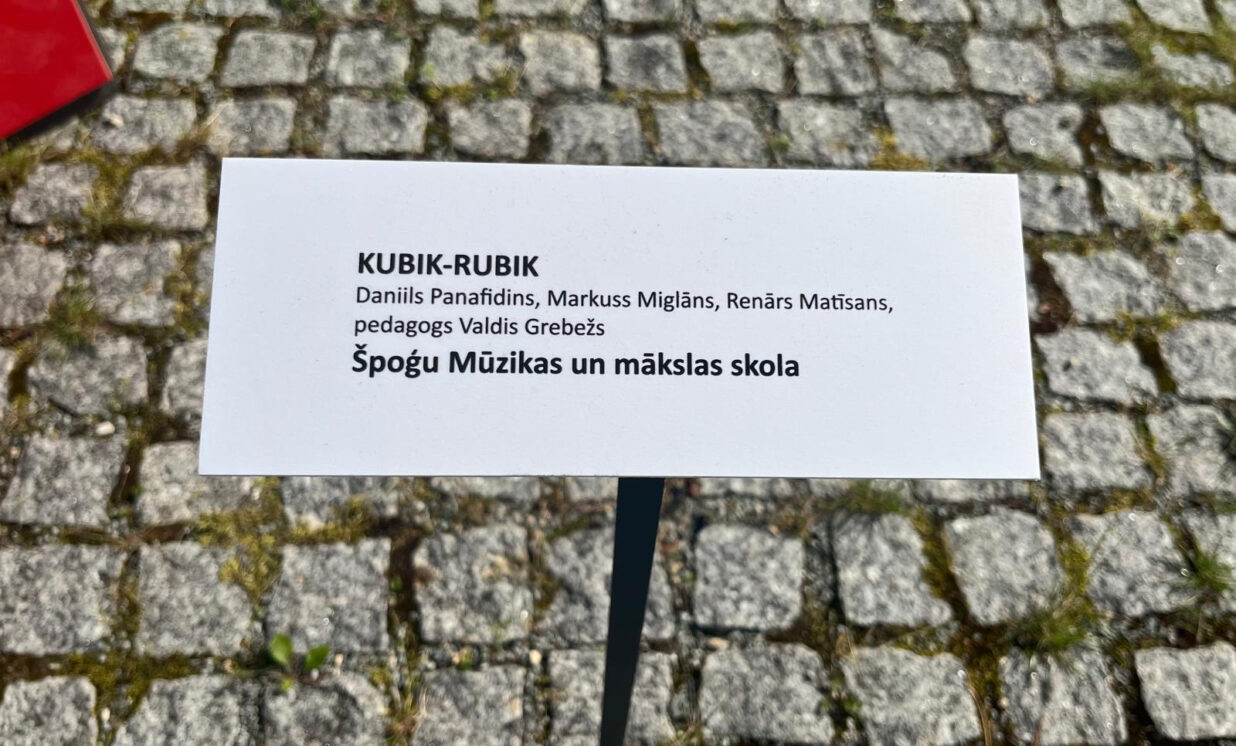 KUBIK-RUBIK
Daniils Panafidins, Markuss Miglāns, Renārs Matīsans,
pedagogs Valdis Grebežs
Špoģu Mūzikas un mākslas skola